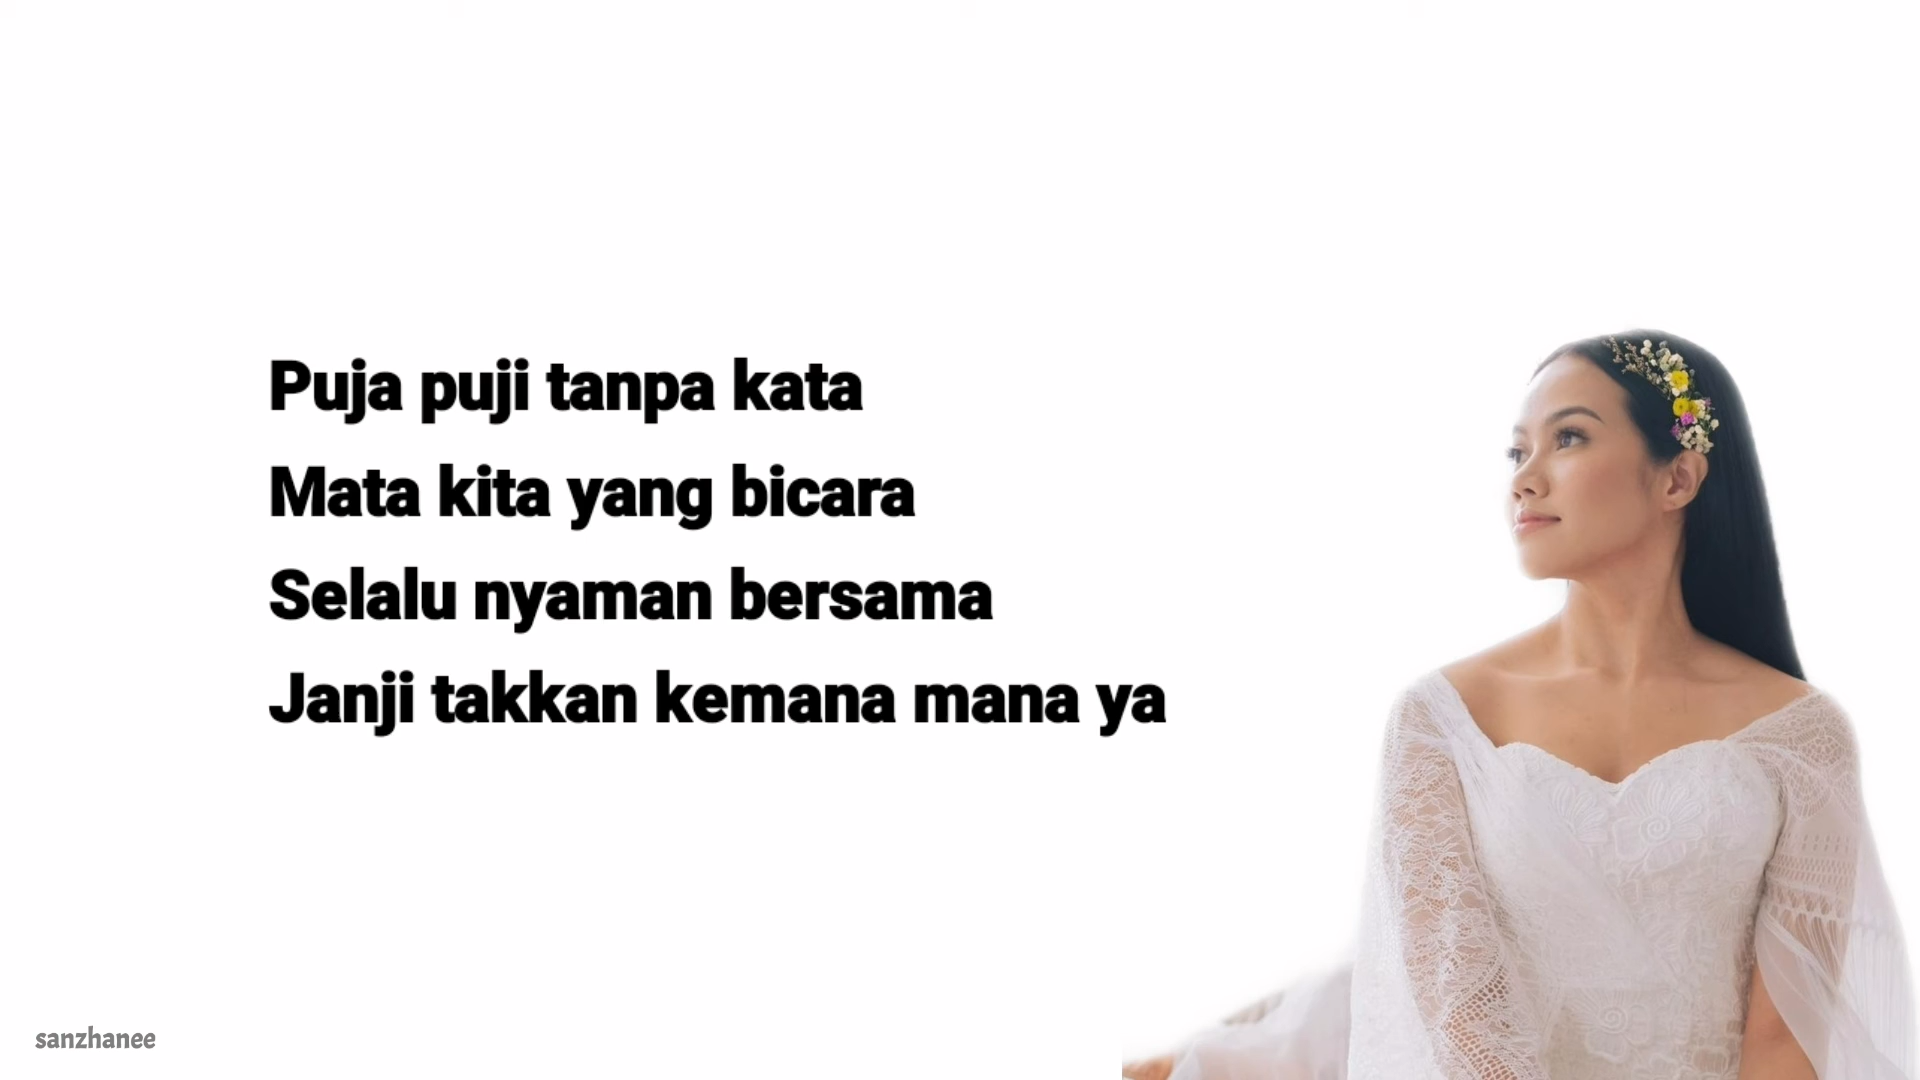 Puja puji tanpa kata
Mata kita yang bicara
Selalu nyaman bersama
Janji takkan kemana mana ya
sanzhanee